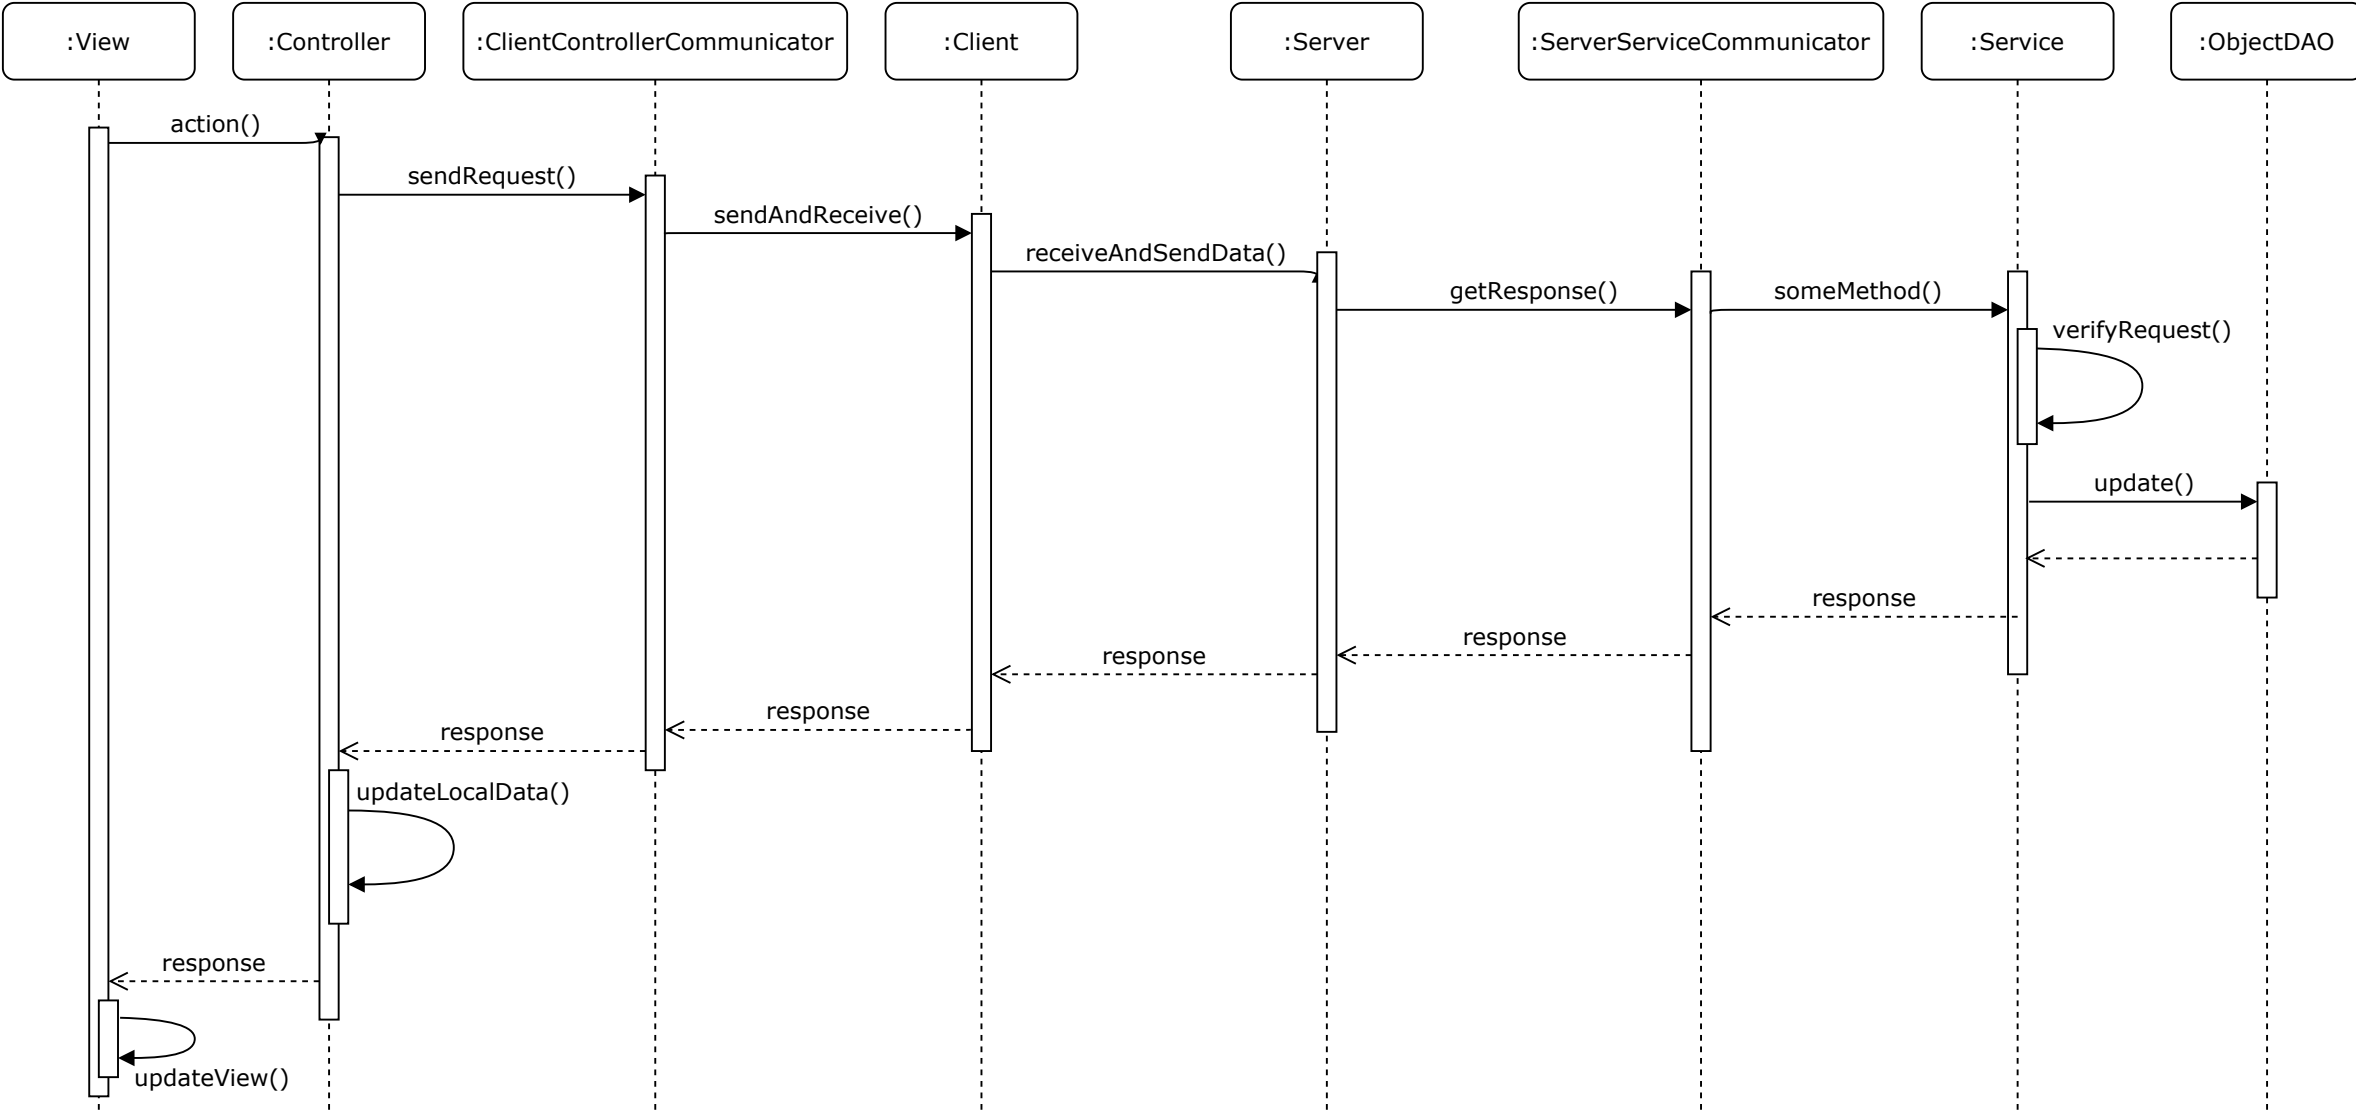 :View
:Controller
:ClientControllerCommunicator
:Client
:Server
:ServerServiceCommunicator
:Service
:ObjectDAO
action()
sendRequest()
sendAndReceive()
receiveAndSendData()
getResponse()
someMethod()
verifyRequest()
update()
response
response
response
response
response
updateLocalData()
response
updateView()